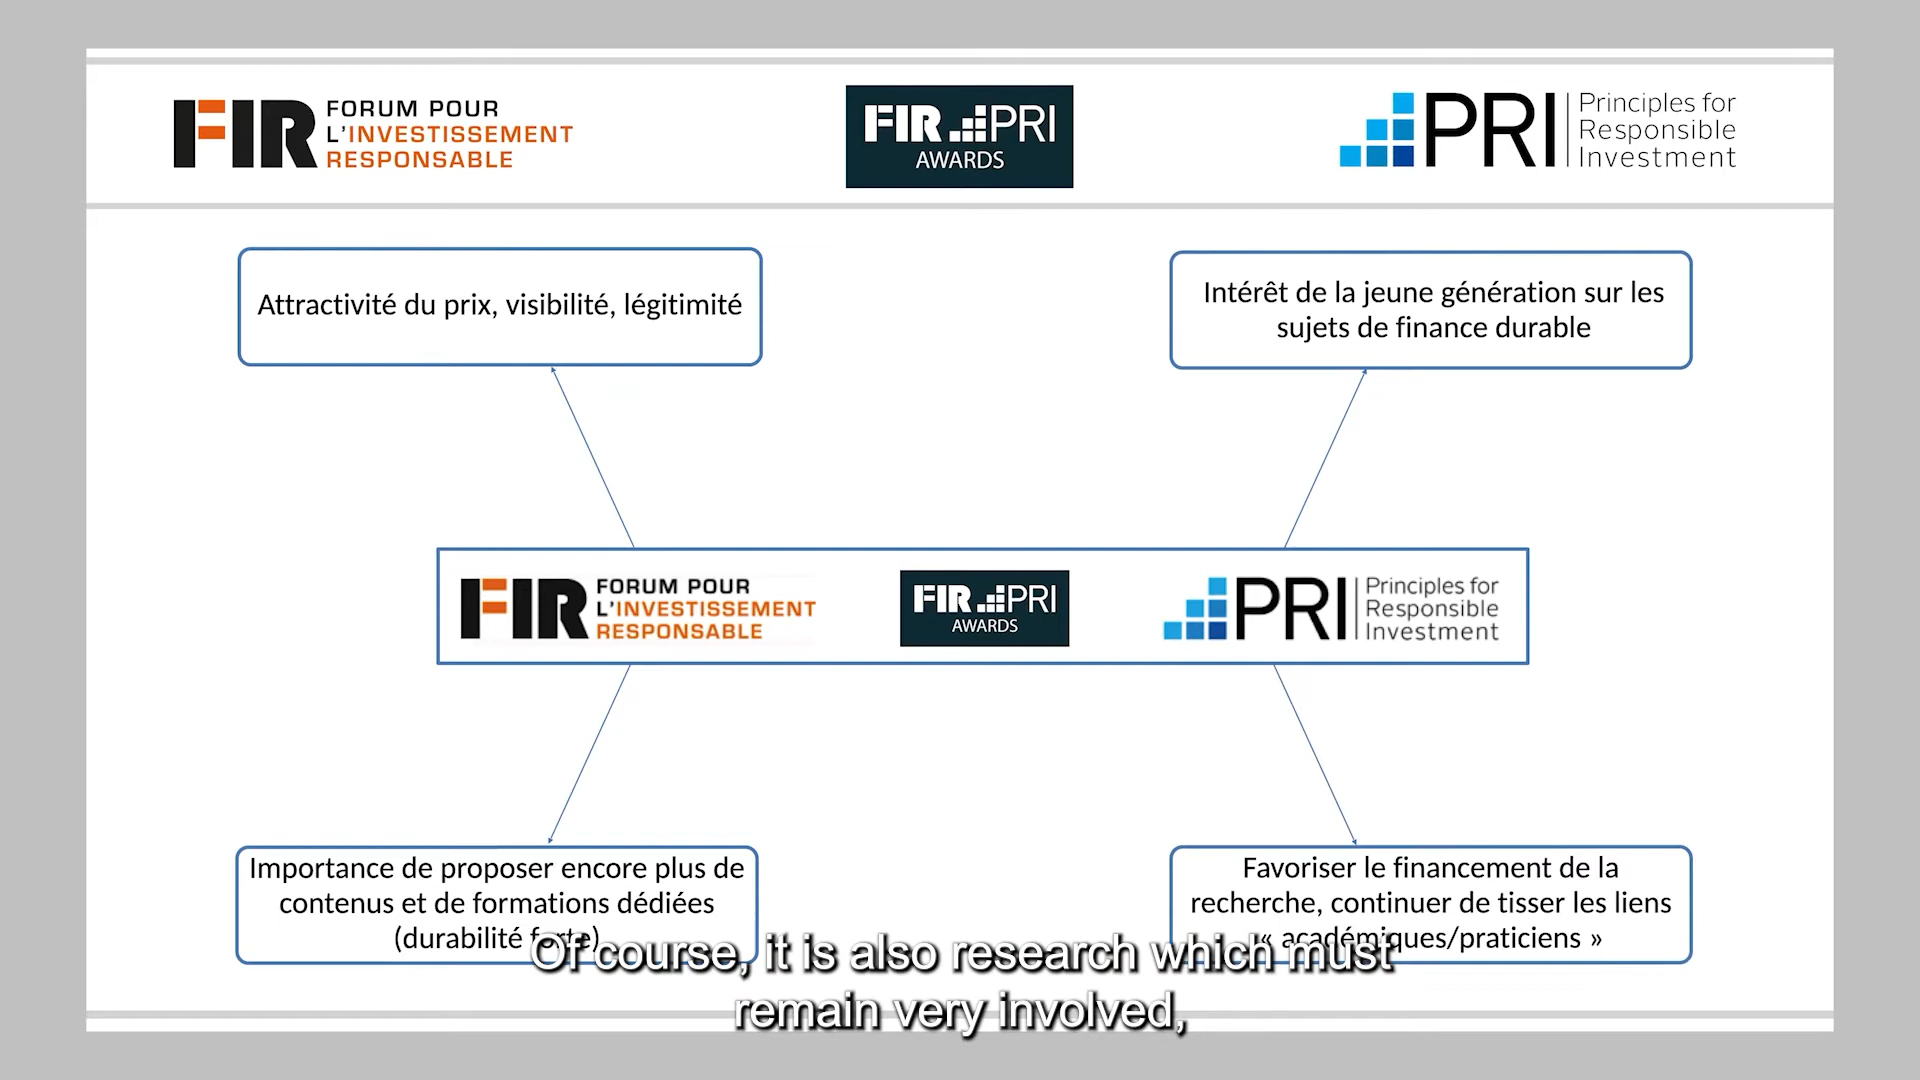 FIR FORUM POUR
L'INVESTISSEMENT
RESPONSABLE
FIR PRI
AWARDS
PRI Principles for
Responsible
Investment
Attractivité du prix, visibilité, légitimité
Intérêt de la jeune génération sur les
sujets de finance durable
FIR FORUM POUR
L'INVESTISSEMENT
RESPONSABLE
FIR PRI
AWARDS
PRI Principles for
Responsible
Investment
Importance de proposer encore plus de
contenus et de formations dédiées
(durabilité forte)
Favoriser le financement de la
recherche, continuer de tisser les liens
« académiques/praticiens »
Of course, it is also research which must
remain very involved,